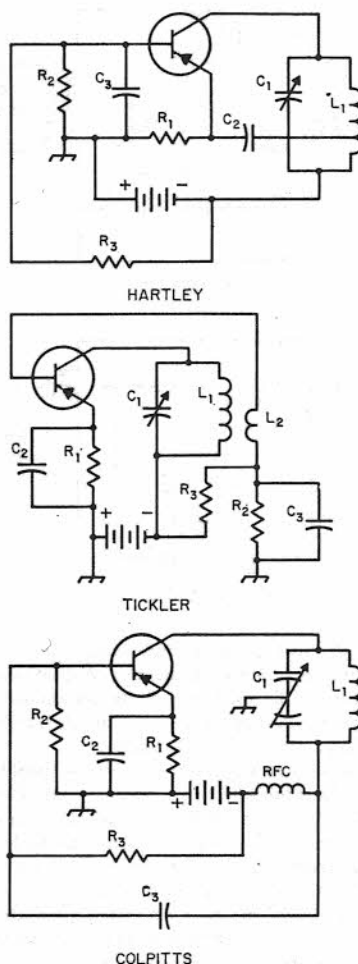 R2
C3
R1
C2
C1
L1
+
-
R3
HARTLEY
C1
L1
L2
C2
R1
R3
R2
C3
+
-
TICKLER
C1
L1
R2
C2
R1
RFC
+
-
R3
C3
COLPITTS